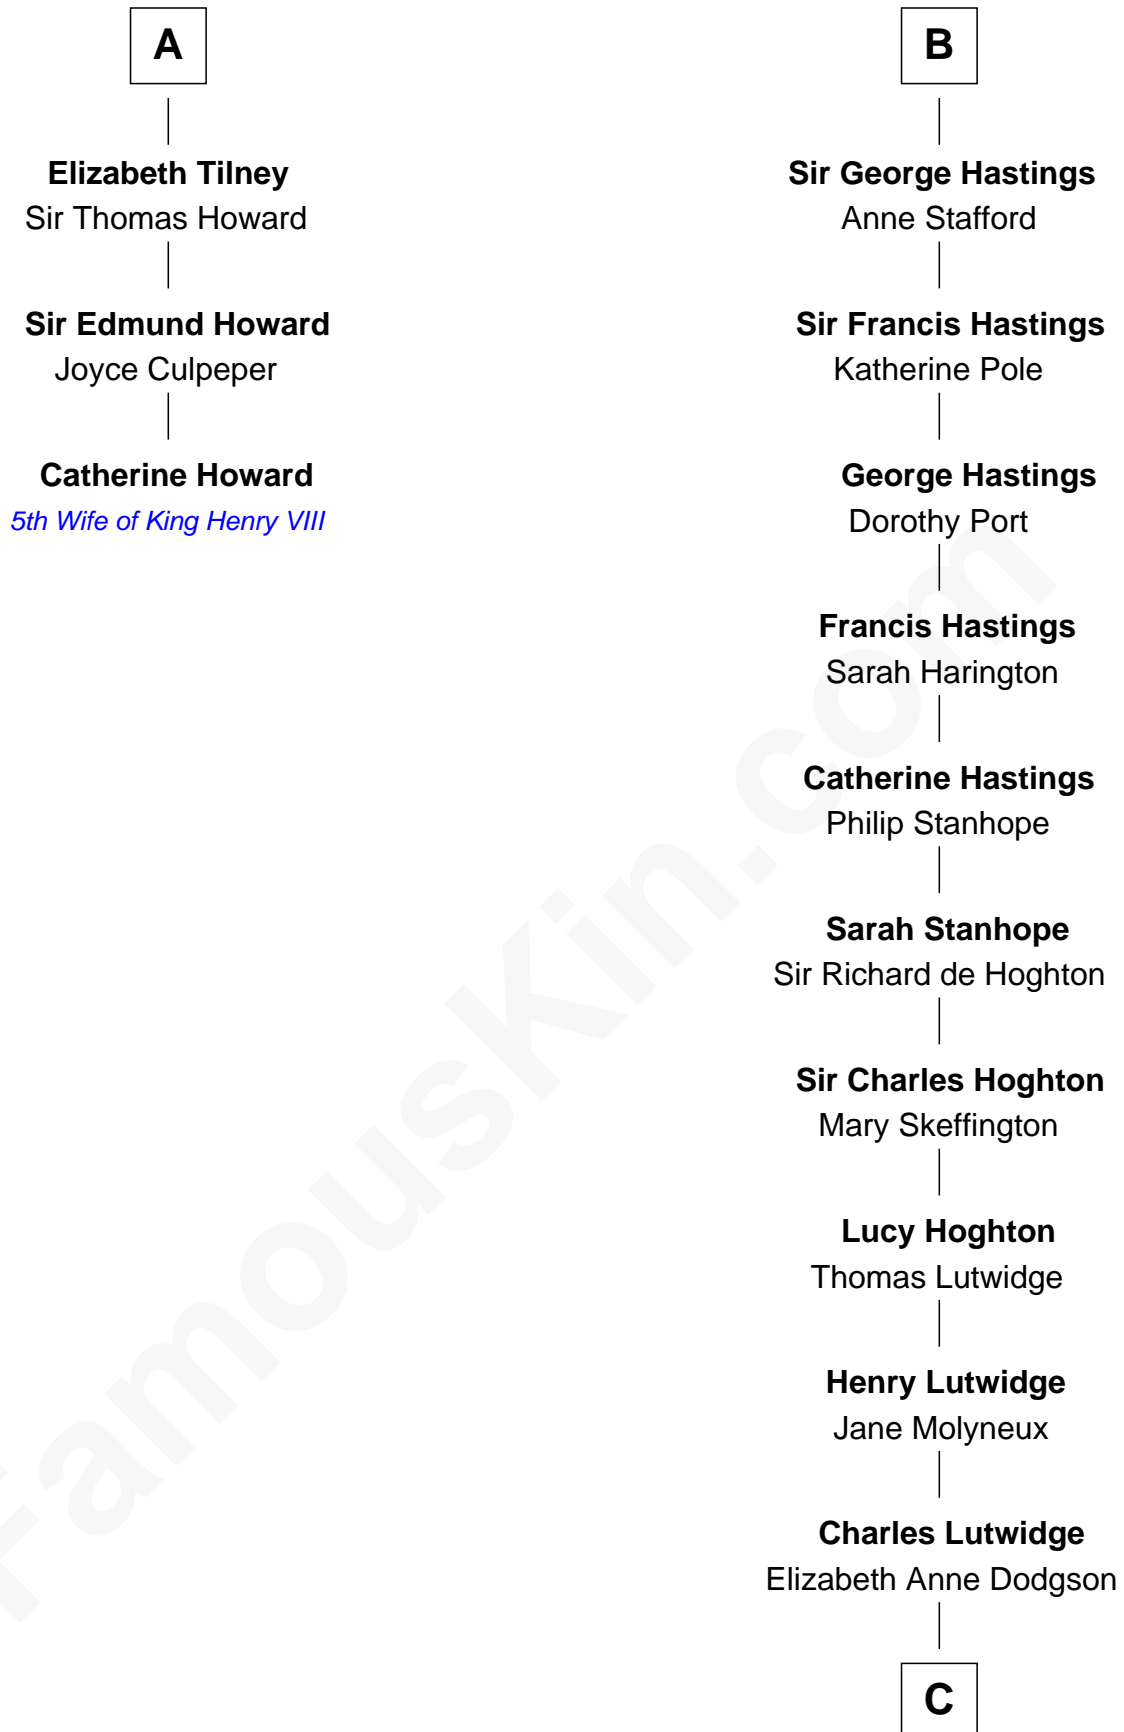 A
Elizabeth Tilney
Sir Thomas Howard
Sir Edmund Howard
Joyce Culpeper
Catherine Howard
5th Wife of King Henry VIII
B
Sir George Hastings
Anne Stafford
Sir Francis Hastings
Katherine Pole
George Hastings
Dorothy Port
Francis Hastings
Sarah Harington
Catherine Hastings
Philip Stanhope
Sarah Stanhope
Sir Richard de Hoghton
Sir Charles Hoghton
Mary Skeffington
Lucy Hoghton
Thomas Lutwidge
Henry Lutwidge
Jane Molyneux
Charles Lutwidge
Elizabeth Anne Dodgson
C
FamousKin.com